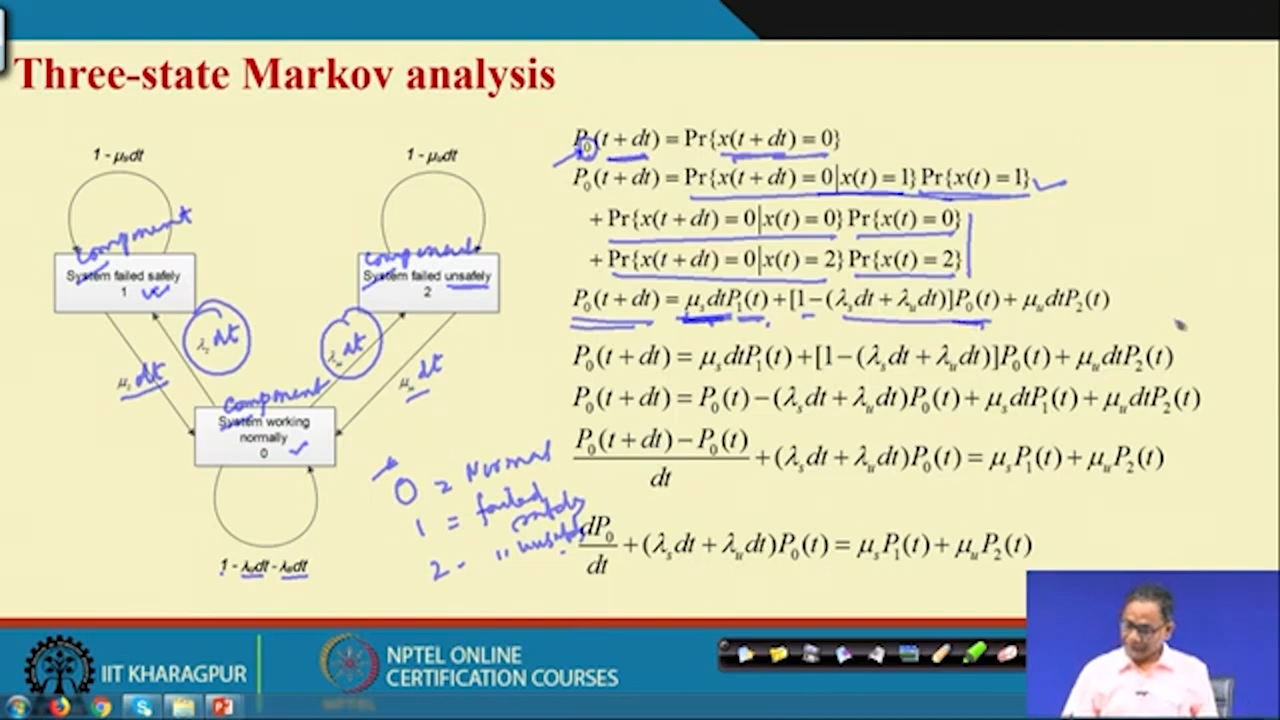 Three-state Markov analysis
1 - μsdt
1 - μudt
component
System failed safely
1
component
System failed unsafely
2
λs dt
λu dt
μs dt
μu dt
component
System working
normally
0
1 - λudt - λsdt
0 = Normal
1 = failed
safely
2 - " unsafely
P₀(t + dt) = Pr{x(t + dt) = 0}
P₀(t + dt) = Pr{x(t + dt) = 0|x(t) = 1} Pr{x(t) = 1}
+ Pr{x(t + dt) = 0|x(t) = 0} Pr{x(t) = 0}
+ Pr{x(t + dt) = 0|x(t) = 2} Pr{x(t) = 2}
P₀(t + dt) = μsdtP₁(t) + [1 − (λsdt + λudt)]P₀(t) + μudtP₂(t)
P₀(t + dt) = μsdtP₁(t) + [1 − (λsdt + λudt)]P₀(t) + μudtP₂(t)
P₀(t + dt) = P₀(t) − (λsdt + λudt)P₀(t) + μsdtP₁(t) + μudtP₂(t)
P₀(t + dt) − P₀(t)
dt
+ (λsdt + λudt)P₀(t) = μsP₁(t) + μuP₂(t)
dP₀
dt
+ (λsdt + λudt)P₀(t) = μsP₁(t) + μuP₂(t)
IIT KHARAGPUR
NPTEL ONLINE
CERTIFICATION COURSES
NPTEL